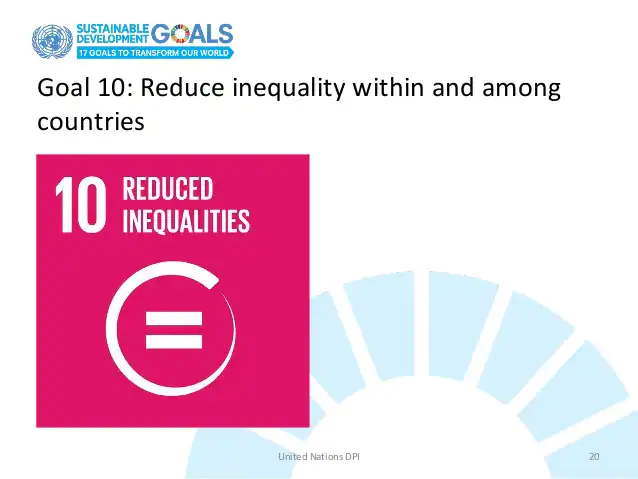 SUSTAINABLE
DEVELOPMENT GOALS
17 GOALS TO TRANSFORM OUR WORLD
Goal 10: Reduce inequality within and among
countries
10 REDUCED
INEQUALITIES
=
United Nations DPI
20